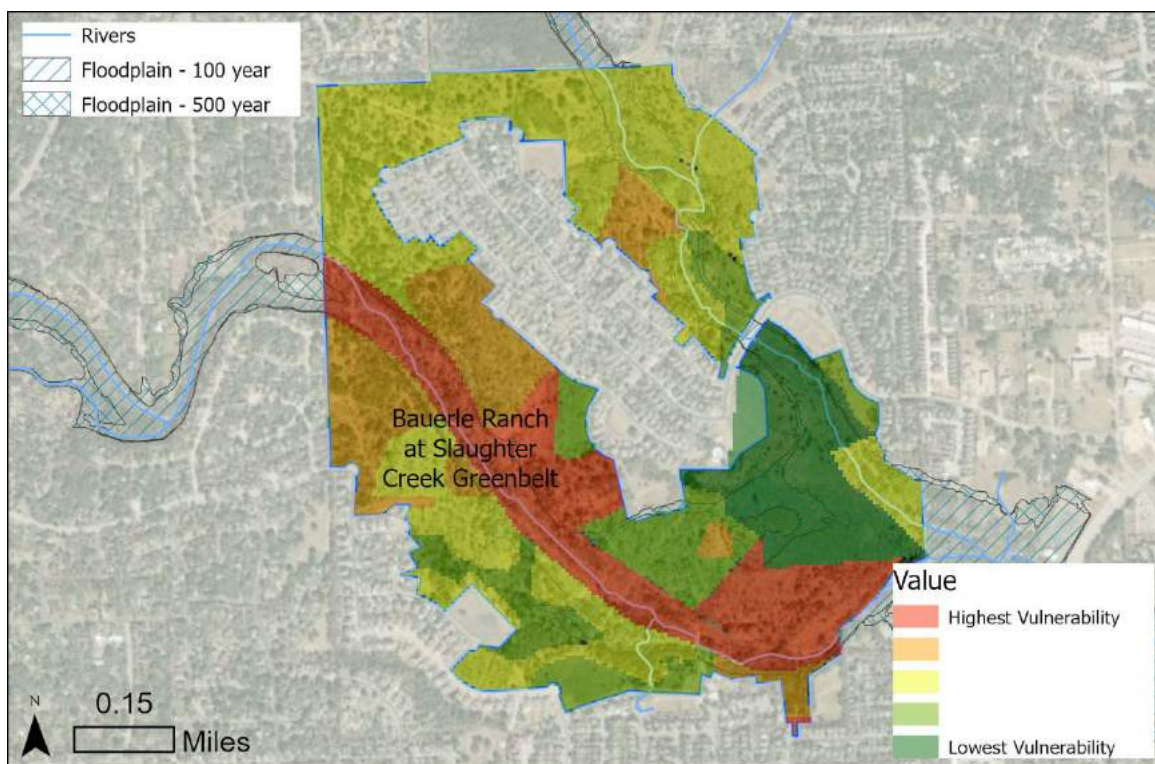 Rivers
Floodplain - 100 year
Floodplain - 500 year
Bauerle Ranch
at Slaughter
Creek Greenbelt
N
0.15
Miles
Value
Highest Vulnerability
Lowest Vulnerability